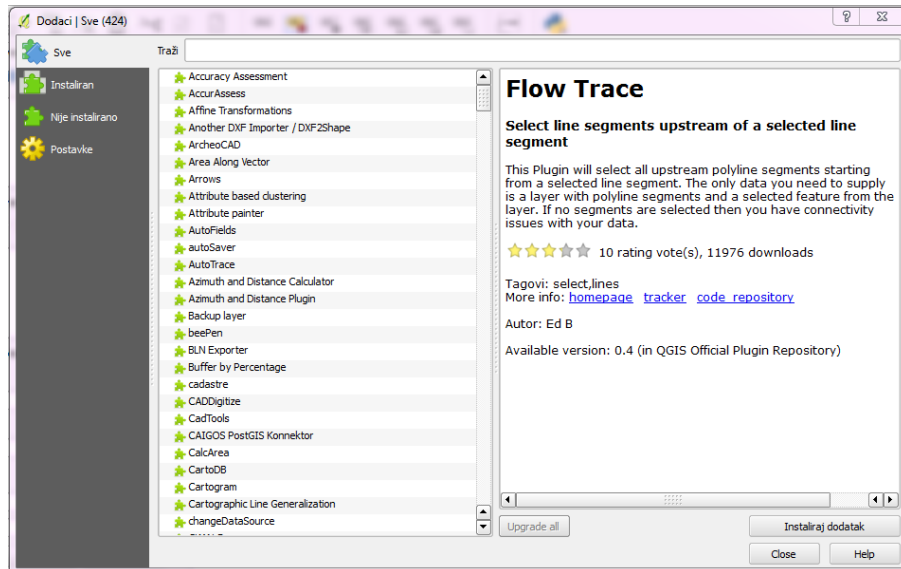 Dodaci | Sve (424)
Sve
Instaliran
Nije instalirano
Postavke
Traži
Accuracy Assessment
AccurAssess
Affine Transformations
Another DXF Importer / DXF2Shape
ArcheoCAD
Area Along Vector
Arrows
Attribute based clustering
Attribute painter
AutoFields
autoSaver
AutoTrace
Azimuth and Distance Calculator
Azimuth and Distance Plugin
Backup layer
beePen
BLN Exporter
Buffer by Percentage
cadastre
CADDigitize
CadTools
CAIGOS PostGIS Konnektor
CalcArea
CartoDB
Cartogram
Cartographic Line Generalization
changeDataSource
Flow Trace
Select line segments upstream of a selected line
segment
This Plugin will select all upstream polyline segments starting
from a selected line segment. The only data you need to supply
is a layer with polyline segments and a selected feature from the
layer. If no segments are selected then you have connectivity
issues with your data.
10 rating vote(s), 11976 downloads
Tagovi: select,lines
More info: homepage tracker code repository
Autor: Ed B
Available version: 0.4 (in QGIS Official Plugin Repository)
Upgrade all
Instaliraj dodatak
Close
Help